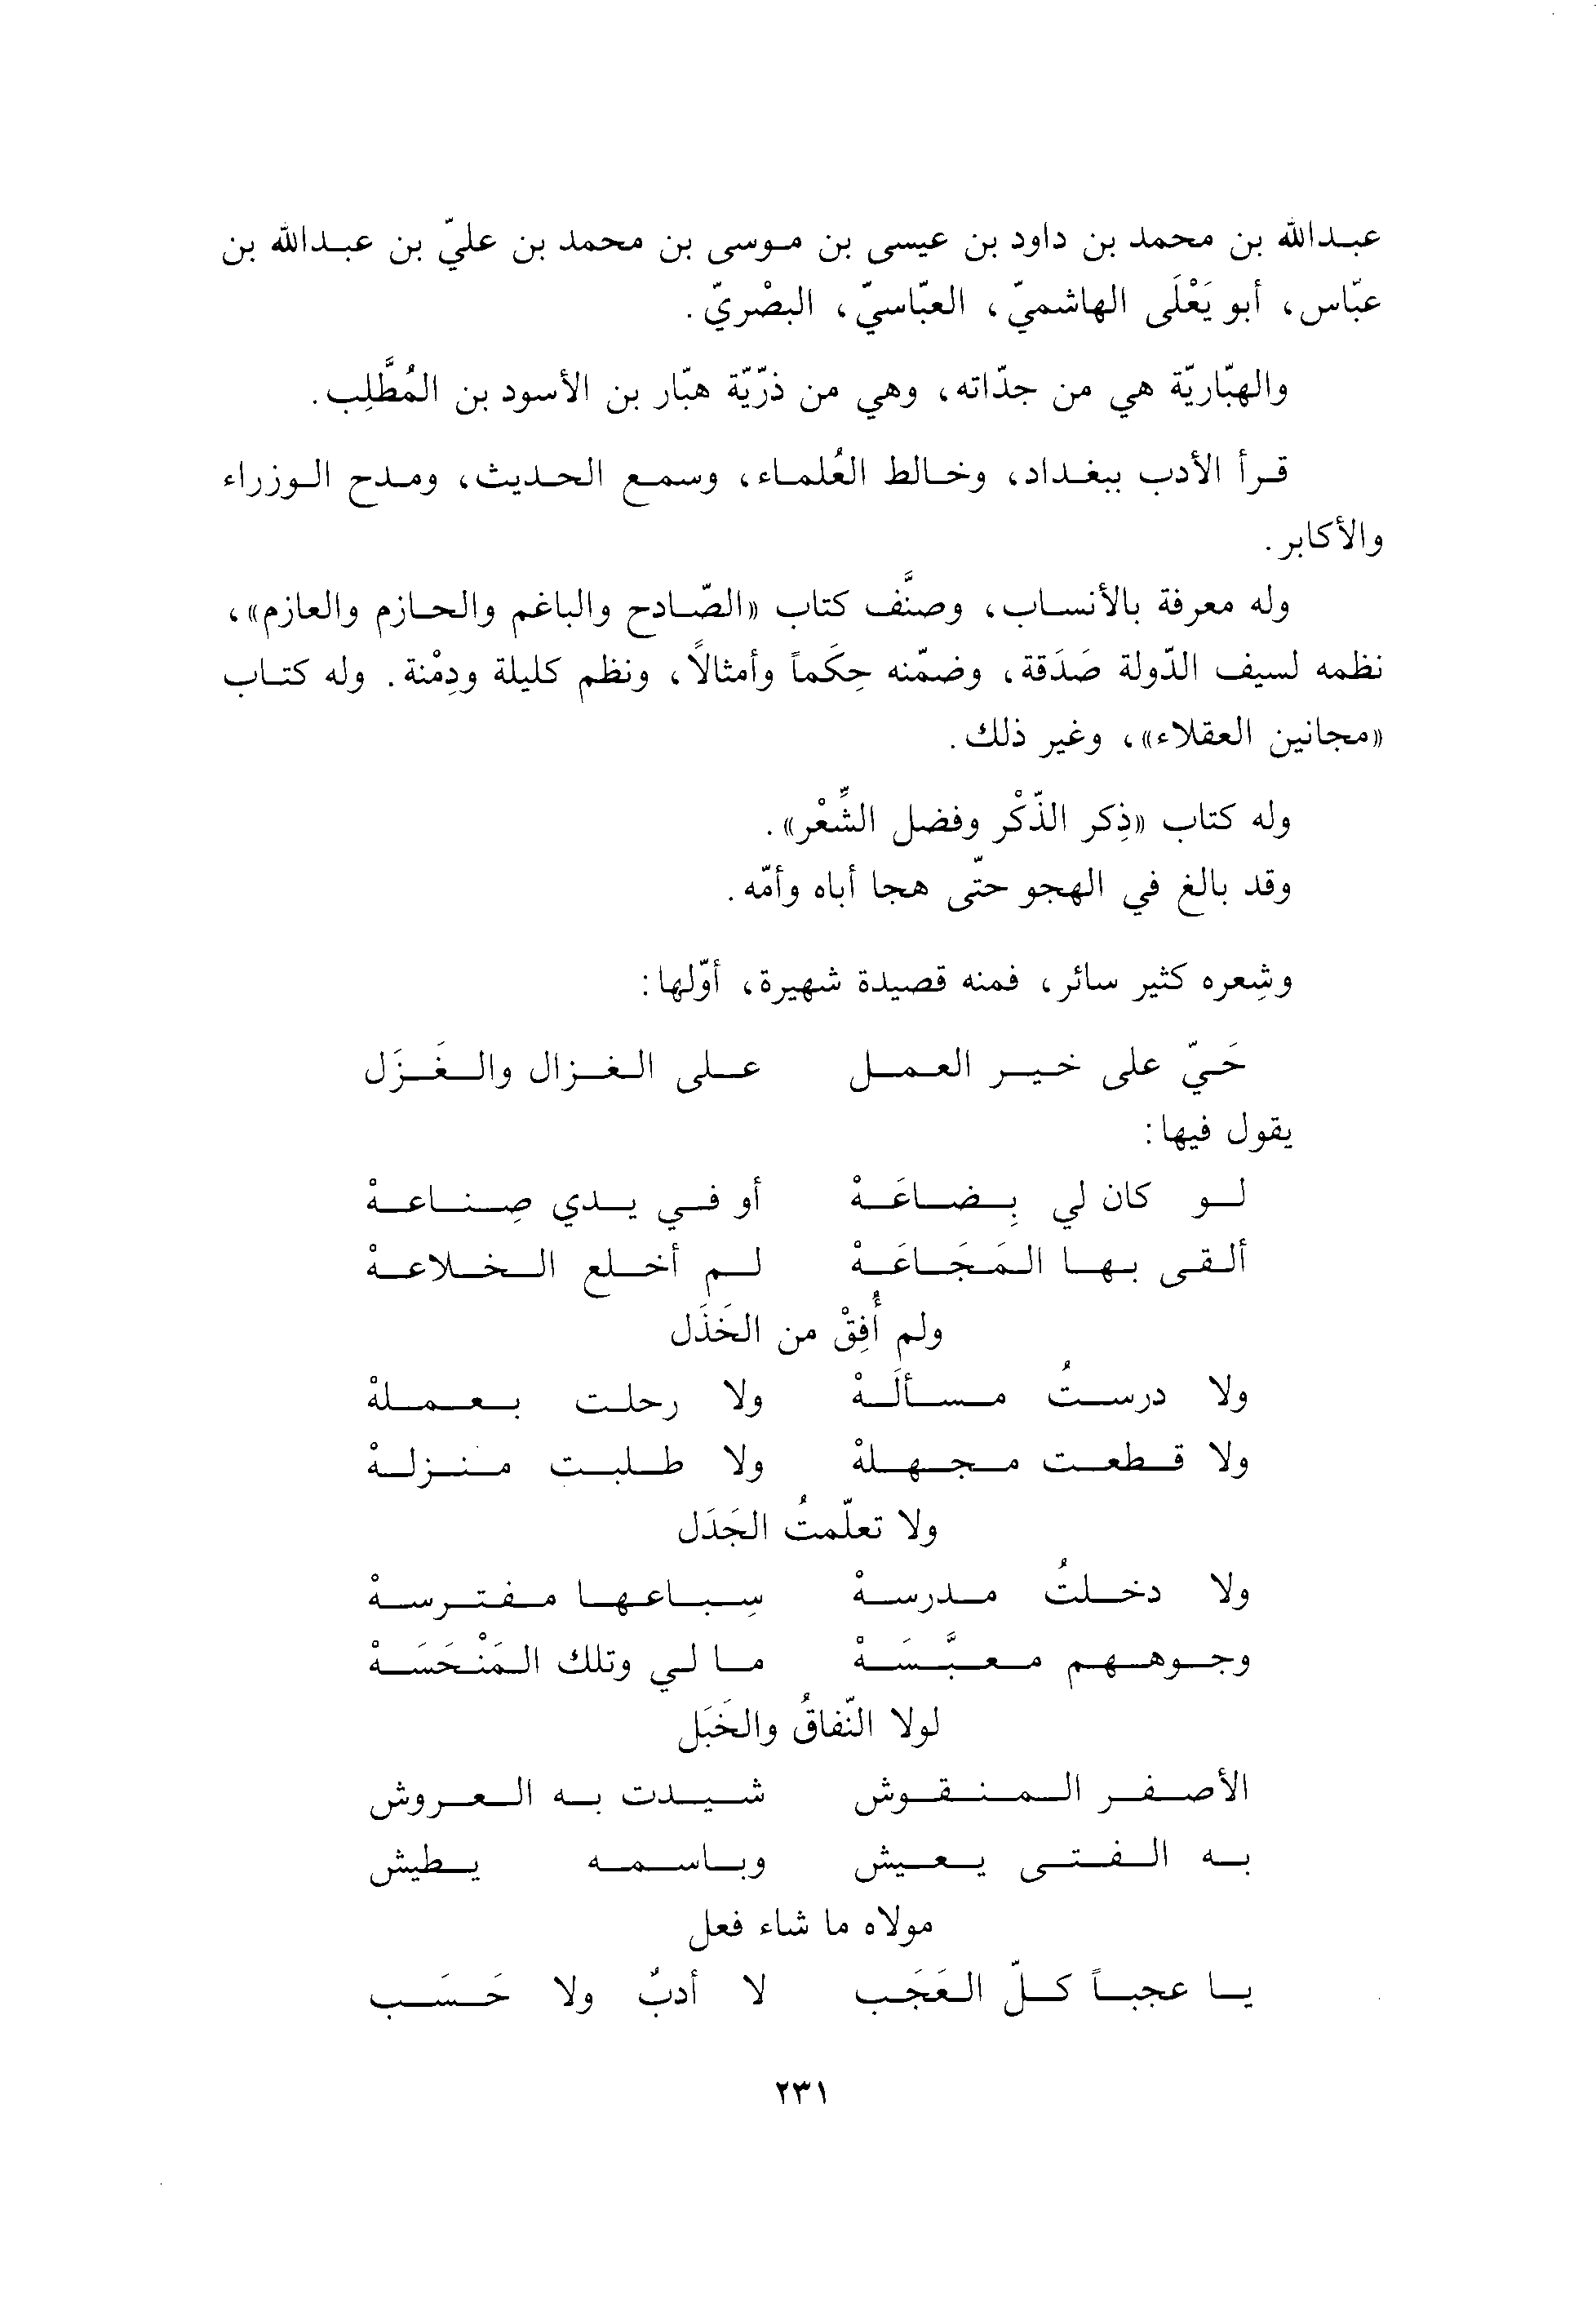 عبدالله بن محمد بن داود بن عيسى بن موسى بن محمد بن عليّ بن عبدالله بن
عبّاس، أبو يَعْلَى الهاشميّ، العبّاسيّ، البصْريّ.
والهبّاريّة هي من جدّاته، وهي من ذرّيّة هبّار بن الأسود بن المُطَّلِب.
قرأ الأدب ببغداد، وخالط العُلماء، وسمع الحديث، ومدح الوزراء
والأكابر.
وله معرفة بالأنساب، وصنَّف كتاب «الصّادح والباغم والحازم والعازم»،
نظمه لسيف الدّولة صَدَقة، وضمّنه حِكَماً وأمثالاً، ونظم كليلة ودِمْنة. وله كتاب
«مجانين العقلاء»، وغير ذلك.
وله كتاب «ذِكر الذّكْر وفضل الشِّعْر».
وقد بالغ في الهجو حتّى هجا أباه وأمّه.
وشِعره كثير سائر، فمنه قصيدة شهيرة، أوّلها:
حَيّ على خير العمل على الغزال والغَزَل
يقول فيها:
لو كان لي بِضاعَهْ أو في يدي صِناعهْ
ألقى بها المَجَاعَهْ لم أخلع الخلاعهْ
ولم أُفِقْ من الخَذَل
ولا درستُ مسألَهْ ولا رحلت بعملهْ
ولا قطعت مجهلهْ ولا طلبت منزلهْ
ولا تعلّمتُ الجَدَل
ولا دخلتُ مدرسهْ سِباعها مفترسهْ
وجوههم معبَّسَهْ ما لي وتلك المَنْحَسَهْ
لولا النّفاقُ والخَبَل
الأصفر المنقوش شيدت به العروش
به الفتى يعيش وباسمه يطيش
مولاه ما شاء فعل
يا عجباً كلّ العَجَب لا أدبٌ ولا حَسَب
٢٣١